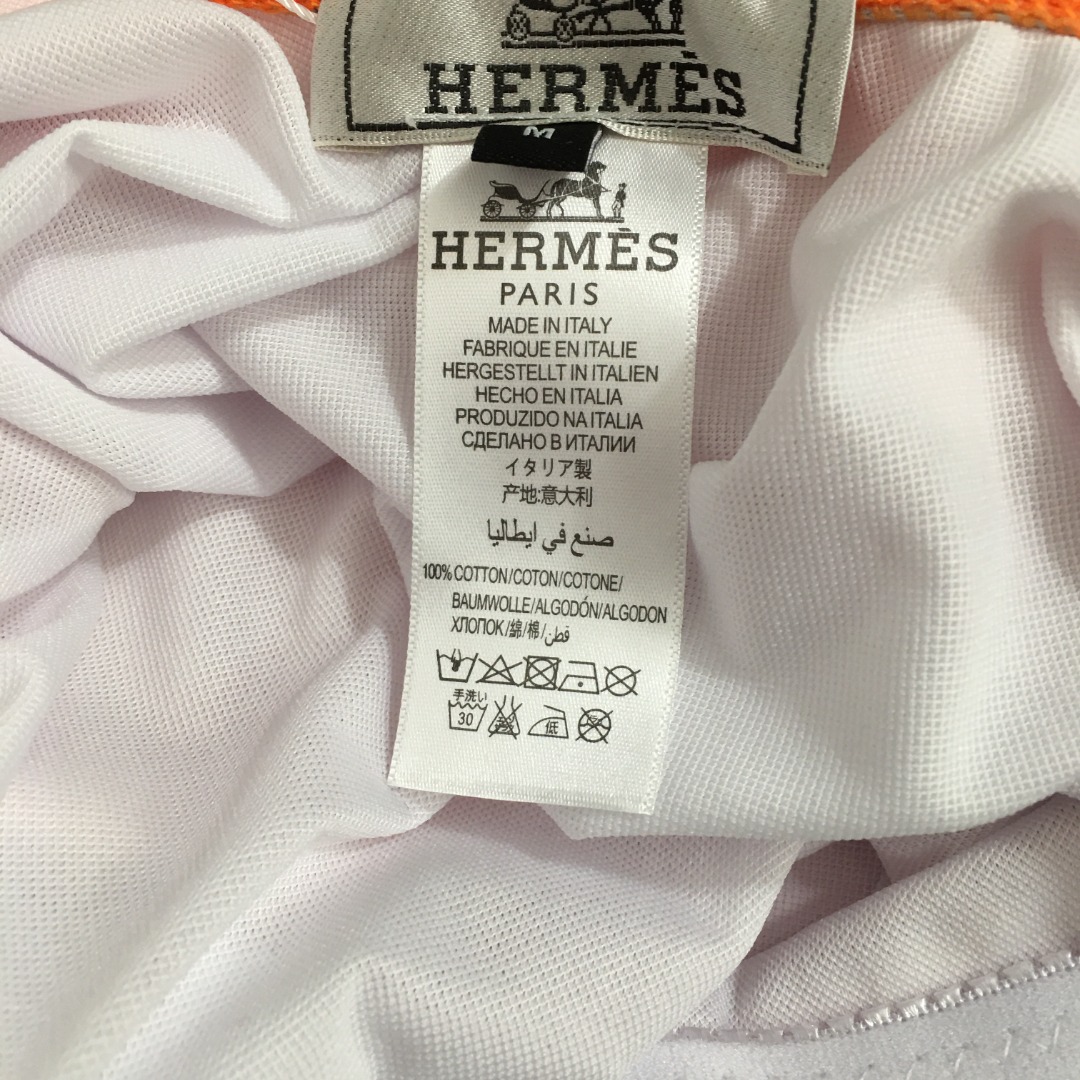 HERMÈS
M
HERMÈS
PARIS
MADE IN ITALY
FABRIQUE EN ITALIE
HERGESTELLT IN ITALIEN
HECHO EN ITALIA
PRODUZIDO NA ITALIA
СДЕЛАНО В ИТАЛИИ
イタリア製
产地:意大利
صنع في ايطاليا
100% COTTON/COTON/COTONE/
BAUMWOLLE/ALGODÓN/ALGODON
ХЛОПОК/綿/棉/قطن
手洗い
30 低